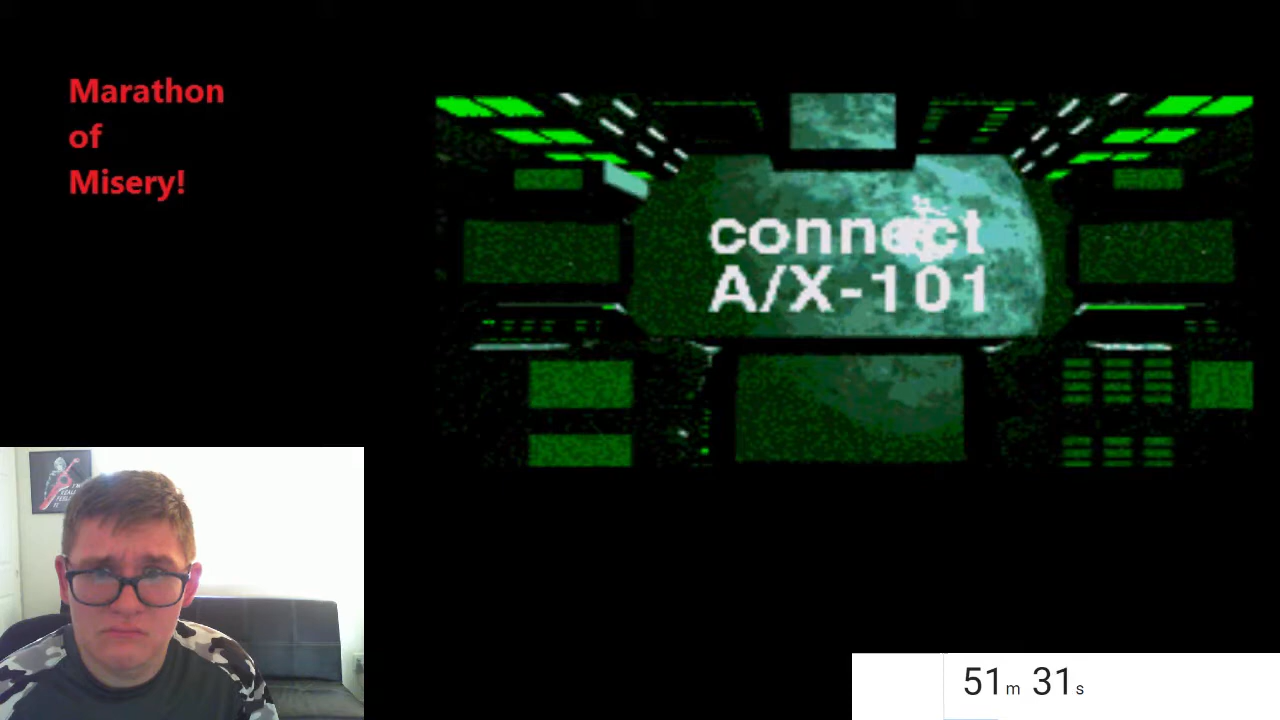 Marathon
of
Misery!
connect
A/X-101
51m 31s